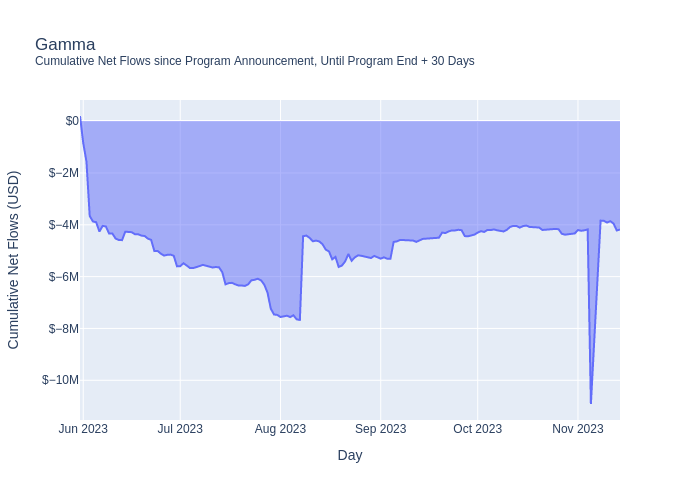 Gamma
Cumulative Net Flows since Program Announcement, Until Program End + 30 Days
Cumulative Net Flows (USD)
$0
$−2M
$−4M
$−6M
$−8M
$−10M
Jun 2023 Jul 2023 Aug 2023 Sep 2023 Oct 2023 Nov 2023
Day